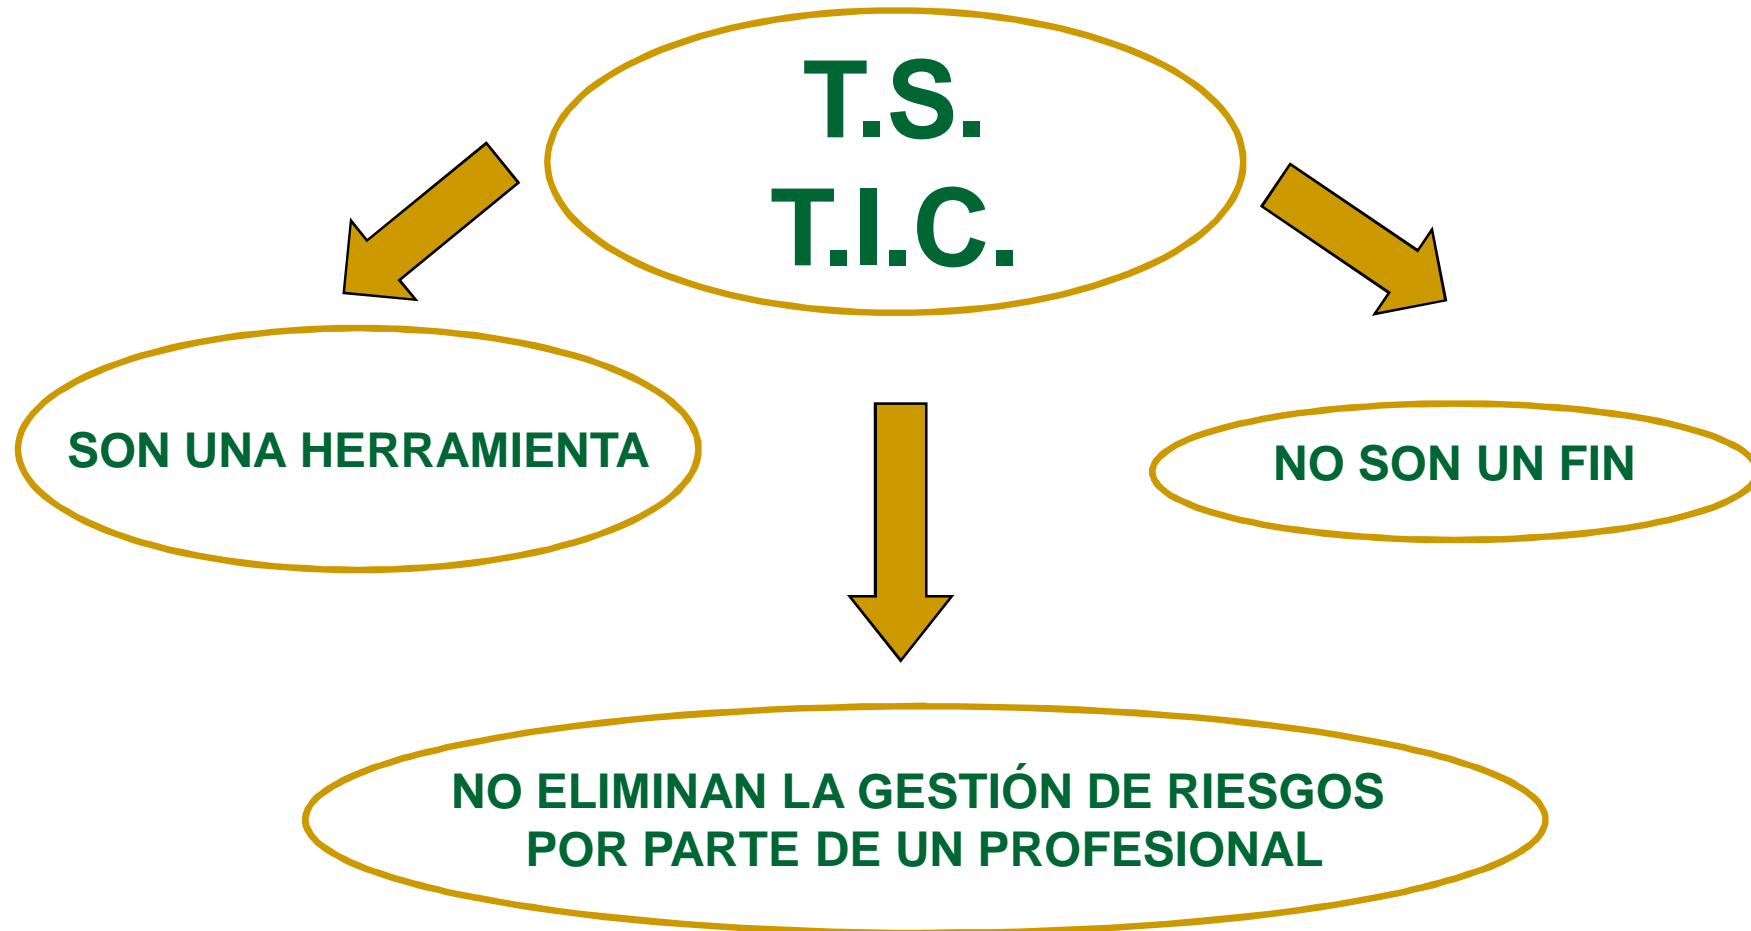 T.S.
T.I.C.
SON UNA HERRAMIENTA
NO SON UN FIN
NO ELIMINAN LA GESTIÓN DE RIESGOS
POR PARTE DE UN PROFESIONAL